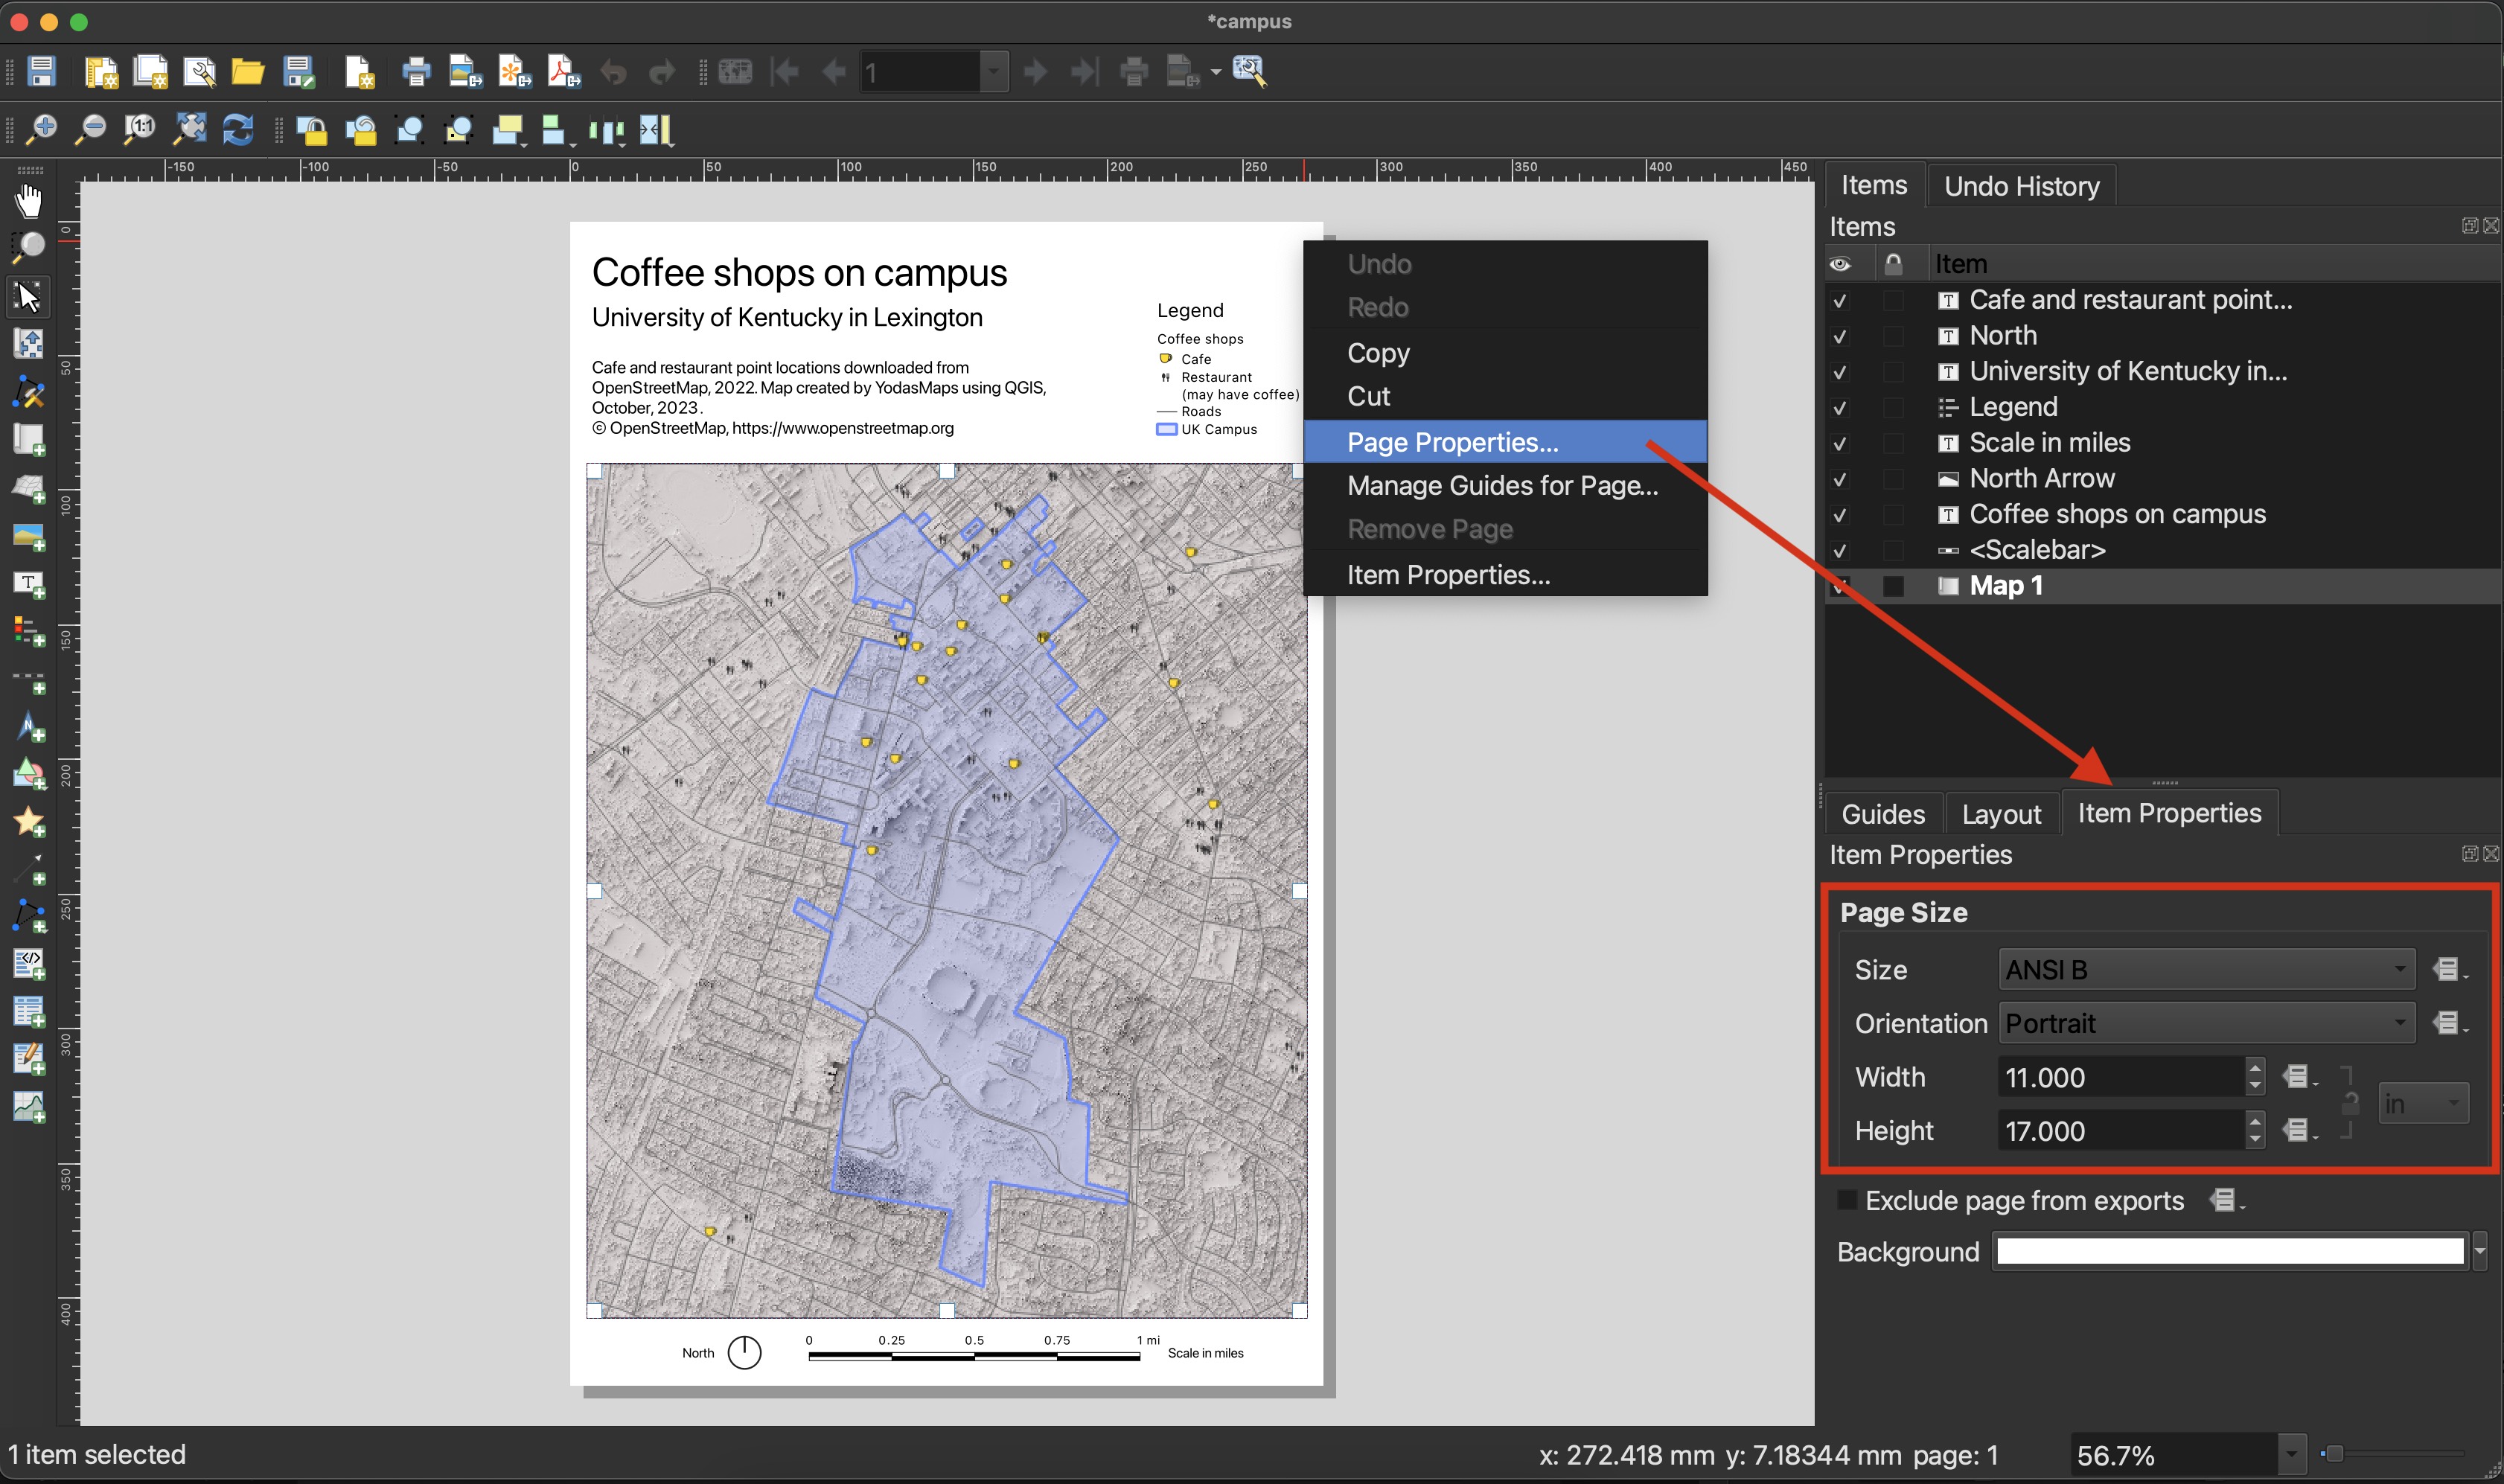 *campus
1
1:1
-150 -100 -50 0 50 100 150 200 250 300 350 400 450
0
50
100
150
200
250
300
350
400
Coffee shops on campus
University of Kentucky in Lexington
Cafe and restaurant point locations downloaded from
OpenStreetMap, 2022. Map created by YodasMaps using QGIS,
October, 2023.
© OpenStreetMap, https://www.openstreetmap.org
Legend
Coffee shops
Cafe
Restaurant
(may have coffee)
Roads
UK Campus
North
0 0.25 0.5 0.75 1 mi
Scale in miles
Undo
Redo
Copy
Cut
Page Properties...
Manage Guides for Page...
Remove Page
Item Properties...
Items Undo History
Items
Item
T Cafe and restaurant point...
T North
T University of Kentucky in...
Legend
T Scale in miles
North Arrow
T Coffee shops on campus
<Scalebar>
Map 1
Guides Layout Item Properties
Item Properties
Page Size
Size ANSI B
Orientation Portrait
Width 11.000
in
Height 17.000
Exclude page from exports
Background
T
N
1 item selected
x: 272.418 mm y: 7.18344 mm page: 1
56.7%